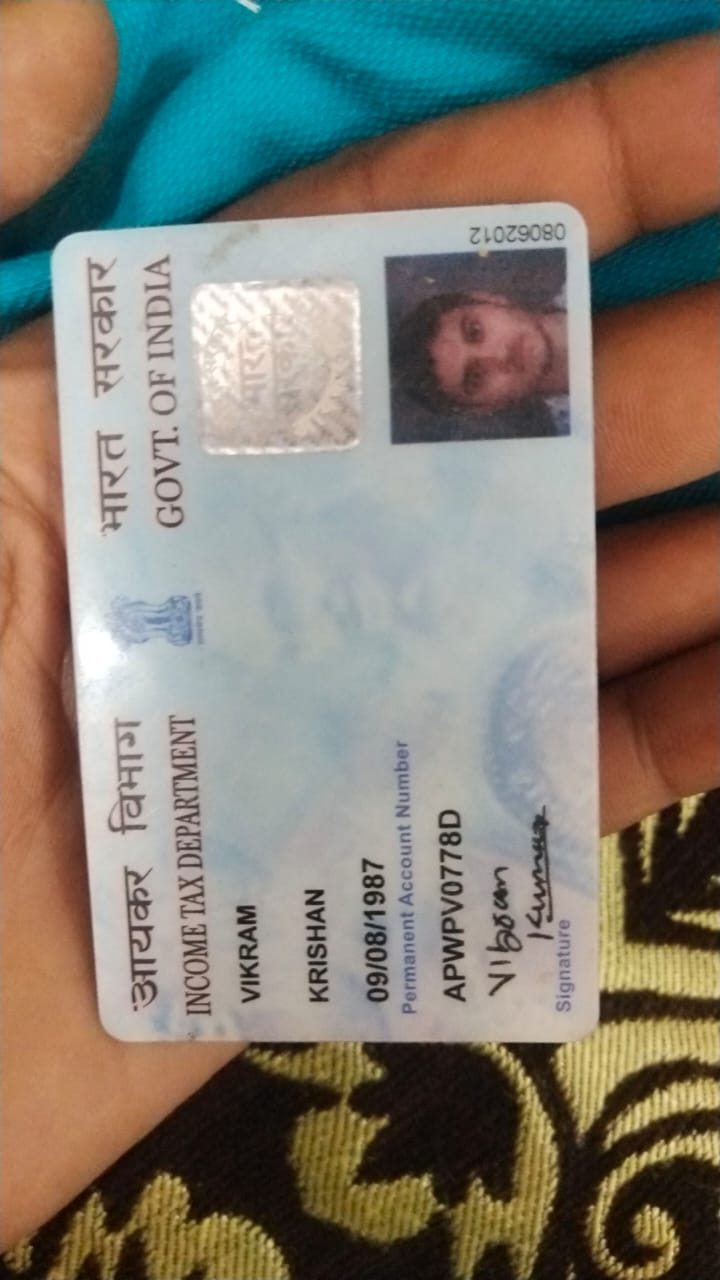 आयकर विभाग
INCOME TAX DEPARTMENT
भारत सरकार
GOVT. OF INDIA
VIKRAM
KRISHAN
09/08/1987
Permanent Account Number
APWPV0778D
Vikram
Kumar
Signature
08062012